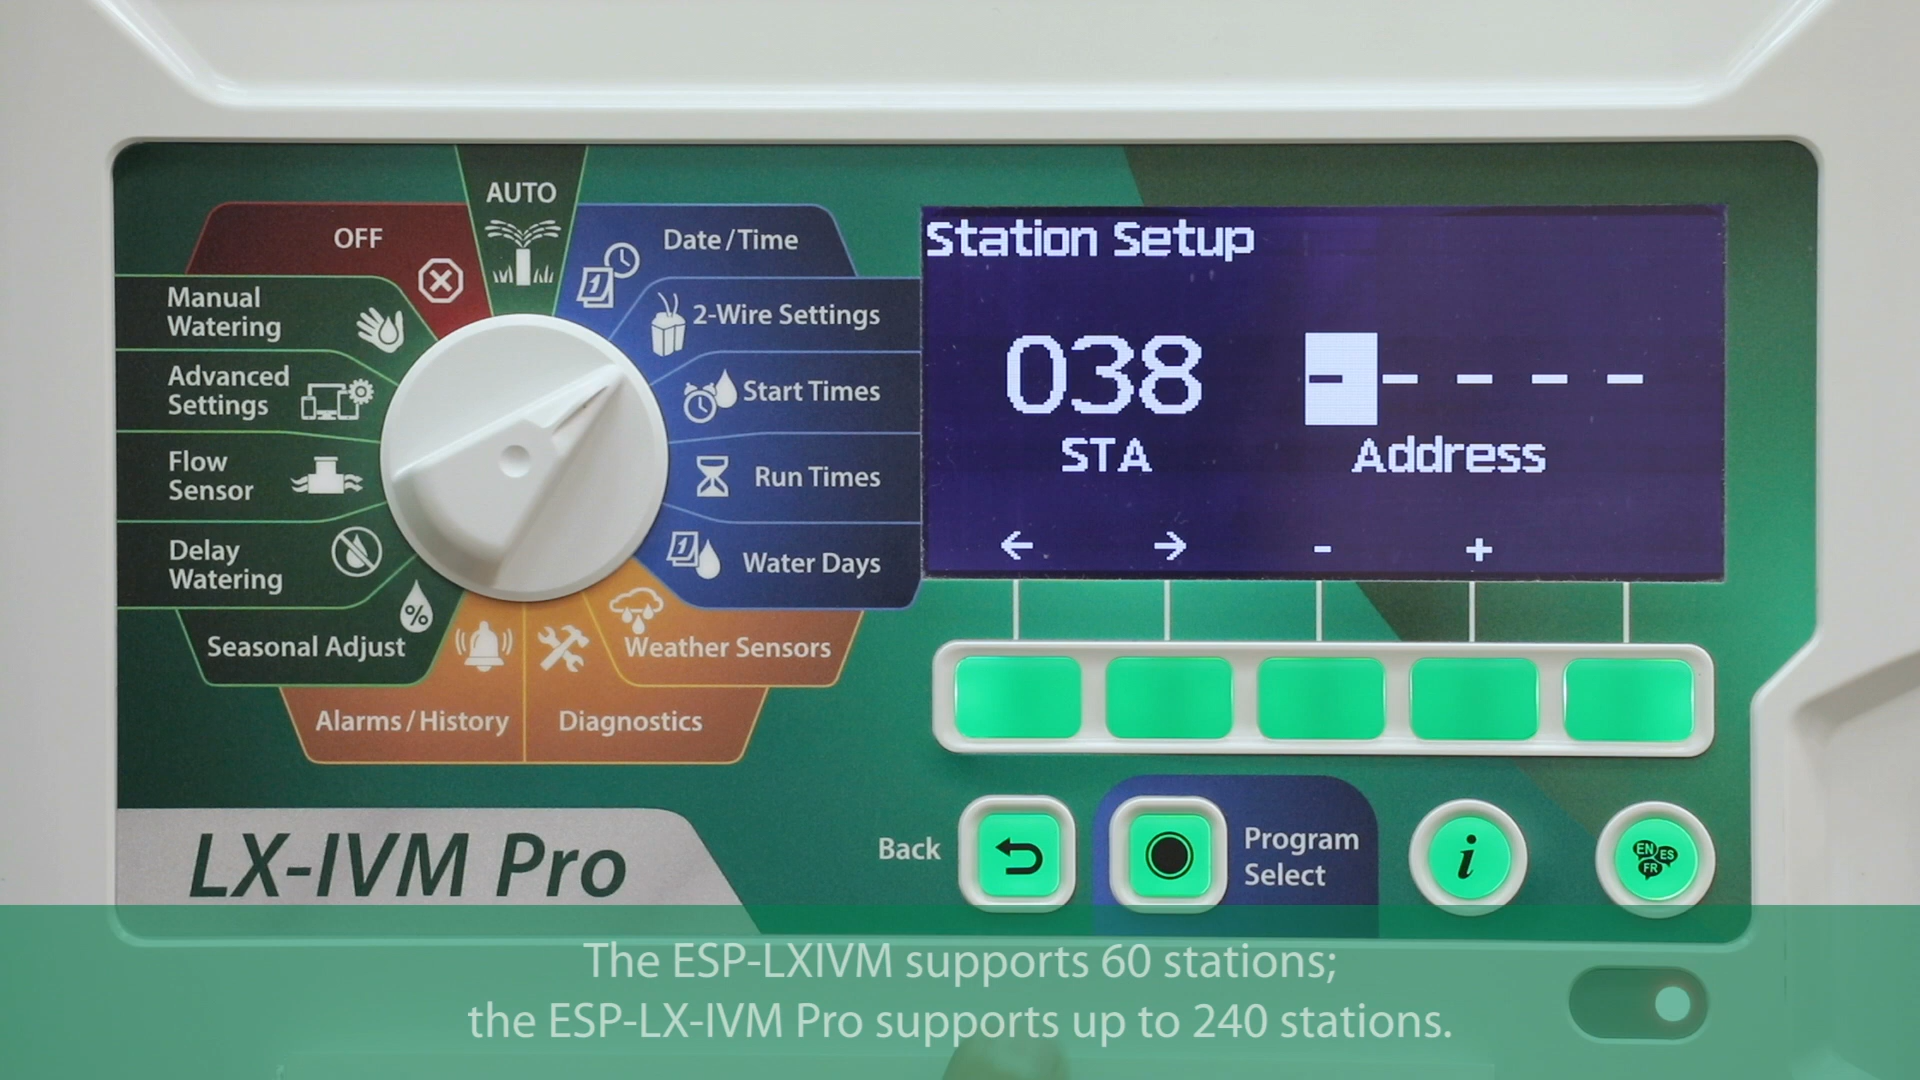 AUTO
OFF
Date/Time
Manual
Watering
2-Wire Settings
Advanced
Settings
Start Times
Flow
Sensor
Run Times
Delay
Watering
Water Days
Seasonal Adjust
%
Weather Sensors
Alarms/History
Diagnostics
1
1
Station Setup
038
- - - - -
STA
Address
← → - +
Back
Program
Select
i
EN
ES
FR
LX-IVM Pro
The ESP-LXIVM supports 60 stations;
the ESP-LX-IVM Pro supports up to 240 stations.